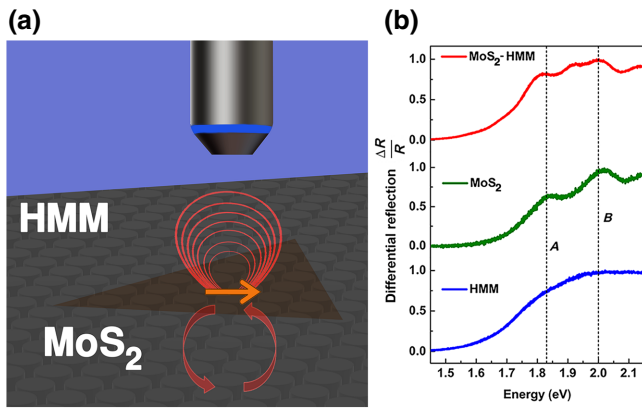 (a)
HMM
MoS2
(b)
Differential reflection ΔR/R
1.0
0.5
0.0
MoS2-HMM
1.0
0.5
0.0
MoS2
A
B
1.0
0.5
0.0
HMM
1.5 1.6 1.7 1.8 1.9 2.0 2.1
Energy (eV)